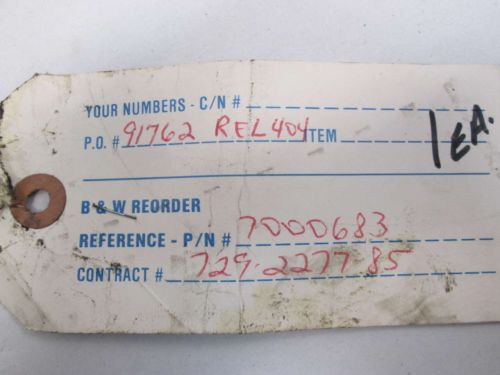 YOUR NUMBERS - C/N #
P.O. # 91762 REL404 ITEM
1 EA.
B & W REORDER
REFERENCE - P/N # 7000683
CONTRACT # 729-2277-85